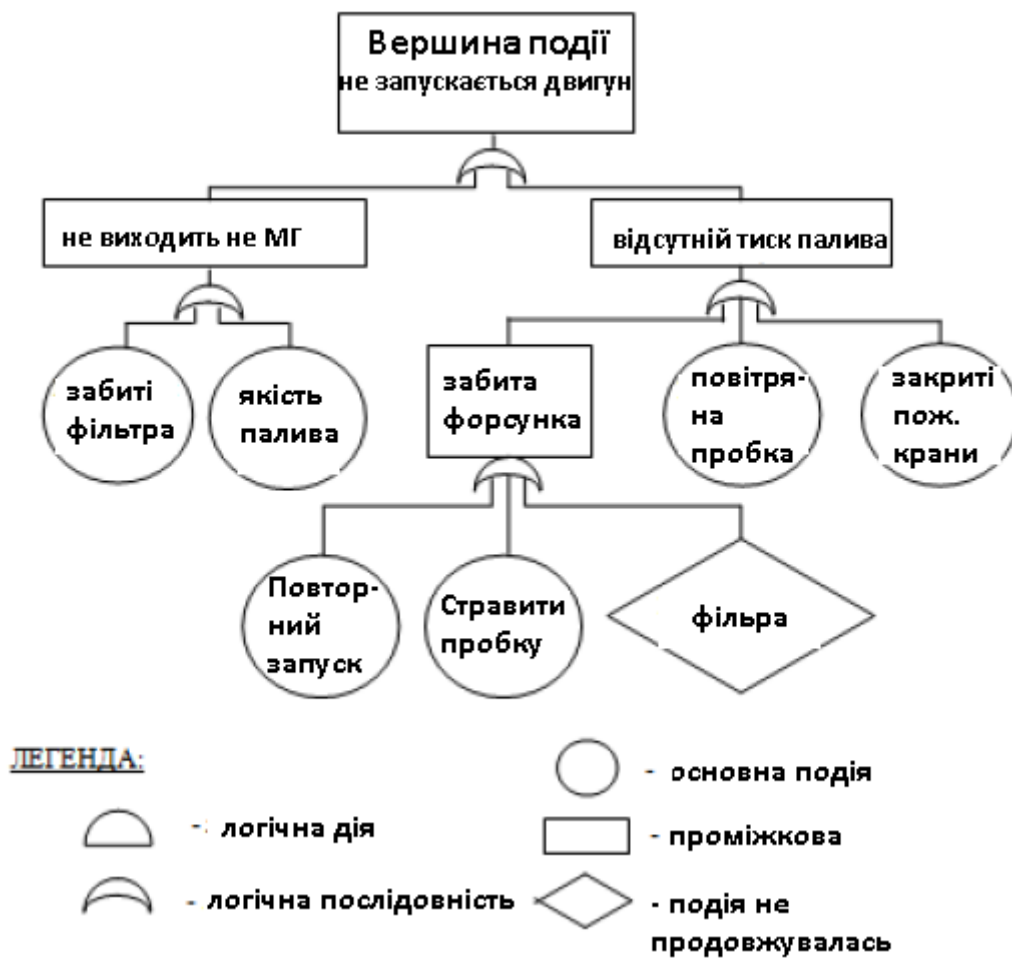 Вершина події
не запускається двигун
не виходить не МГ
відсутній тиск палива
забиті
фільтра
якість
палива
забита
форсунка
повітря-
на
пробка
закриті
пож.
крани
Повтор-
ний
запуск
Стравити
пробку
фільра
ЛЕГЕНДА:
- основна подія
- логічна дія
- проміжкова
- логічна послідовність
- подія не
продовжувалась